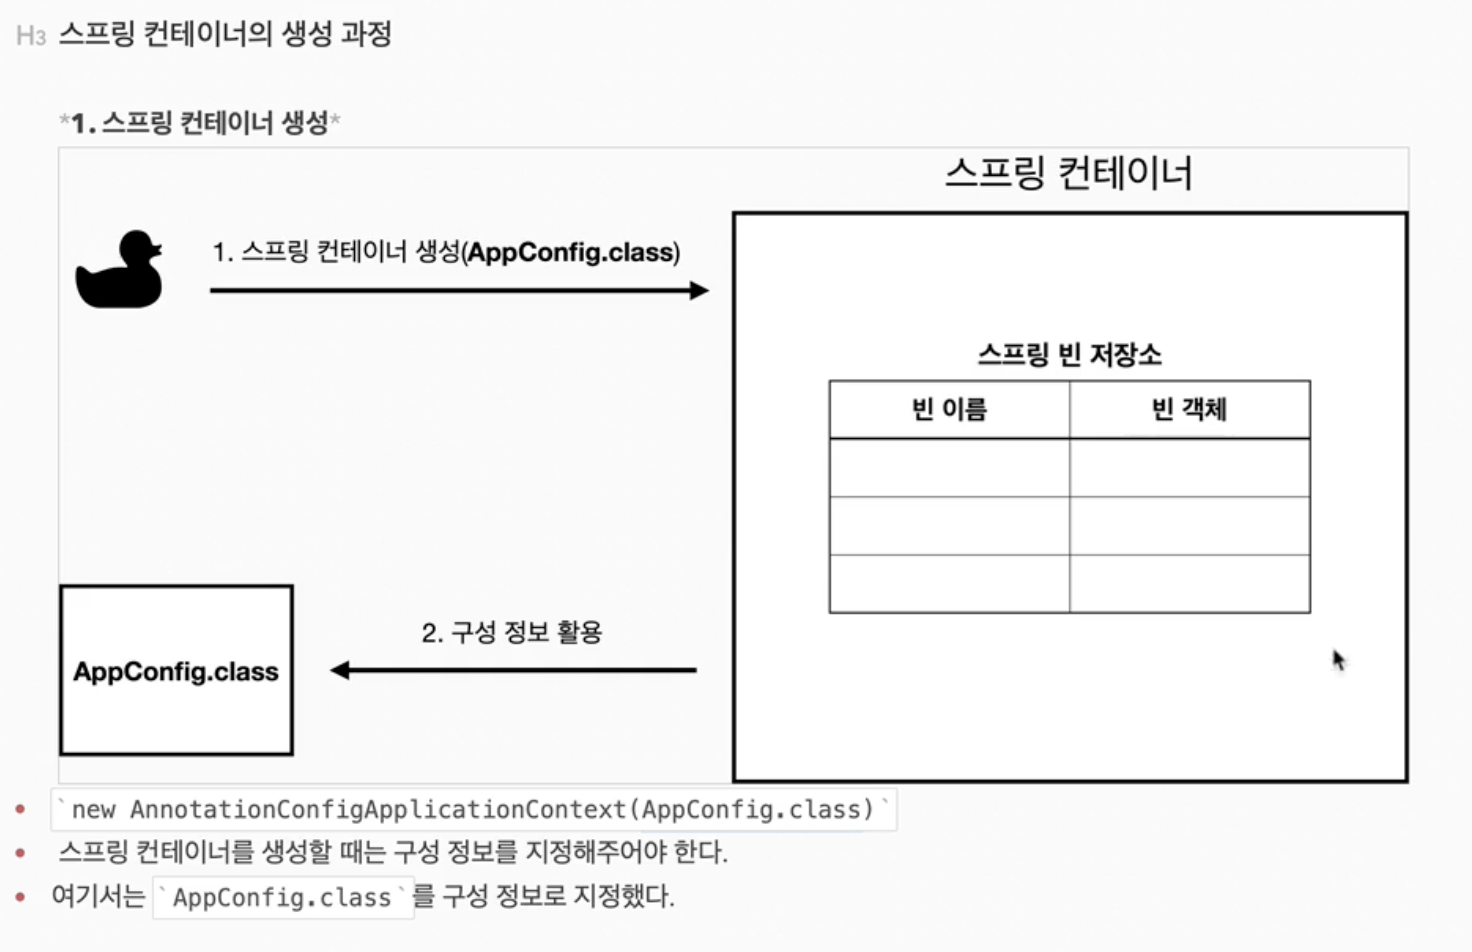 H3 스프링 컨테이너의 생성 과정
*1. 스프링 컨테이너 생성*
스프링 컨테이너
1. 스프링 컨테이너 생성(AppConfig.class)
스프링 빈 저장소
빈 이름 빈 객체
2. 구성 정보 활용
AppConfig.class
`new AnnotationConfigApplicationContext(AppConfig.class)`
스프링 컨테이너를 생성할 때는 구성 정보를 지정해주어야 한다.
여기서는 `AppConfig.class`를 구성 정보로 지정했다.